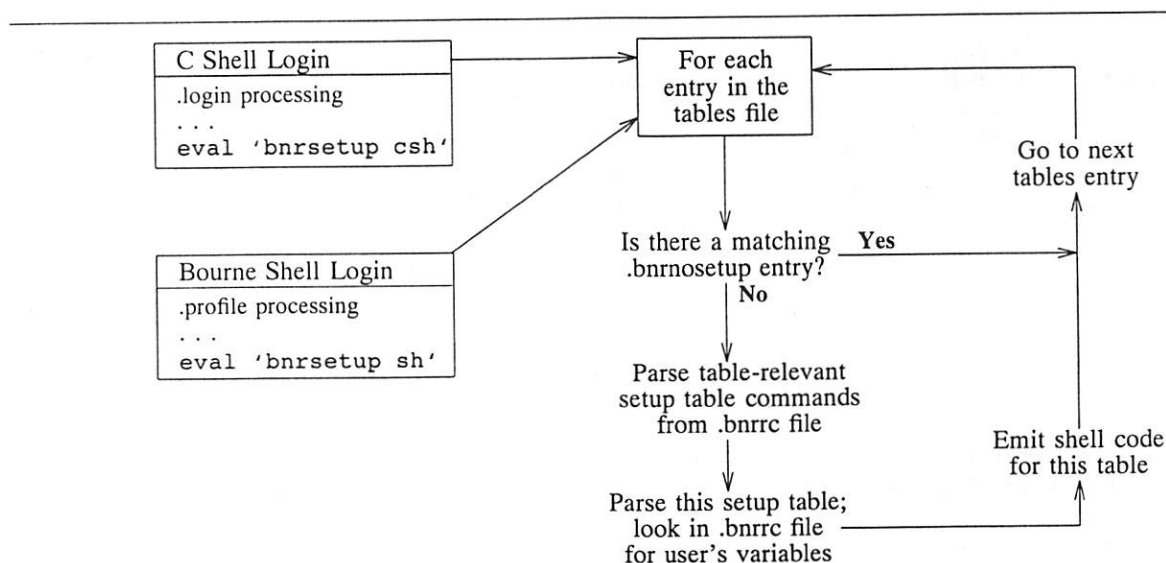 C Shell Login
.login processing
. . .
eval ‘bnrsetup csh‘
Bourne Shell Login
.profile processing
. . .
eval ‘bnrsetup sh‘
For each
entry in the
tables file
Is there a matching
.bnrnosetup entry?
Yes
No
Parse table-relevant
setup table commands
from .bnrrc file
Parse this setup table;
look in .bnrrc file
for user's variables
Emit shell code
for this table
Go to next
tables entry